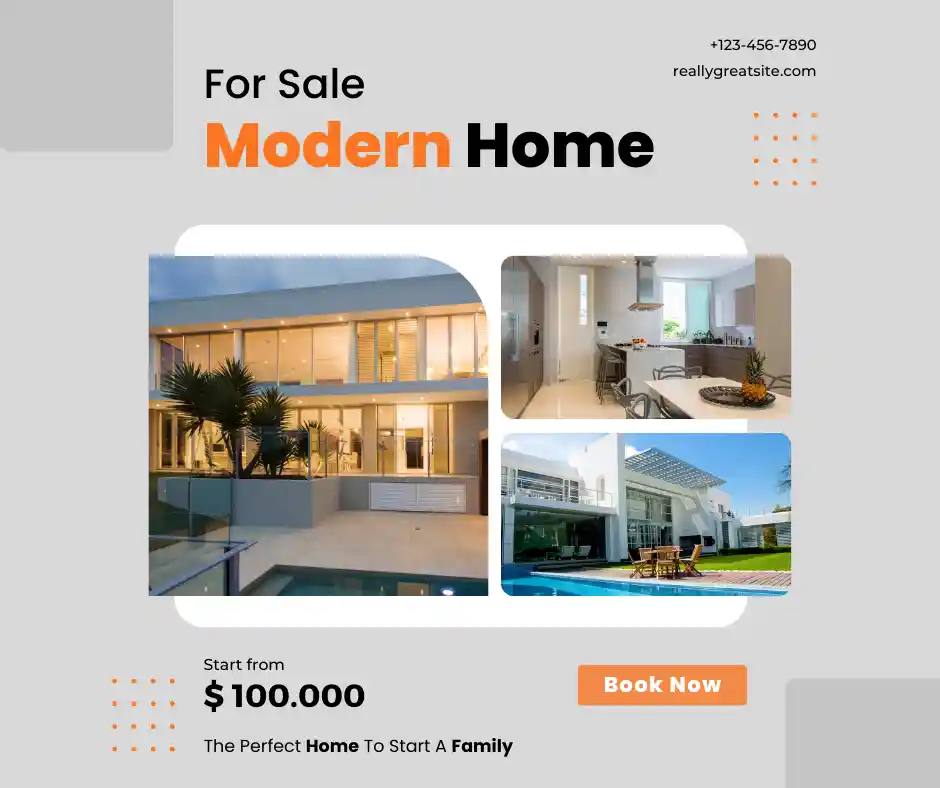 +123-456-7890
reallygreatsite.com
For Sale
Modern Home
Start from
$ 100.000
Book Now
The Perfect Home To Start A Family